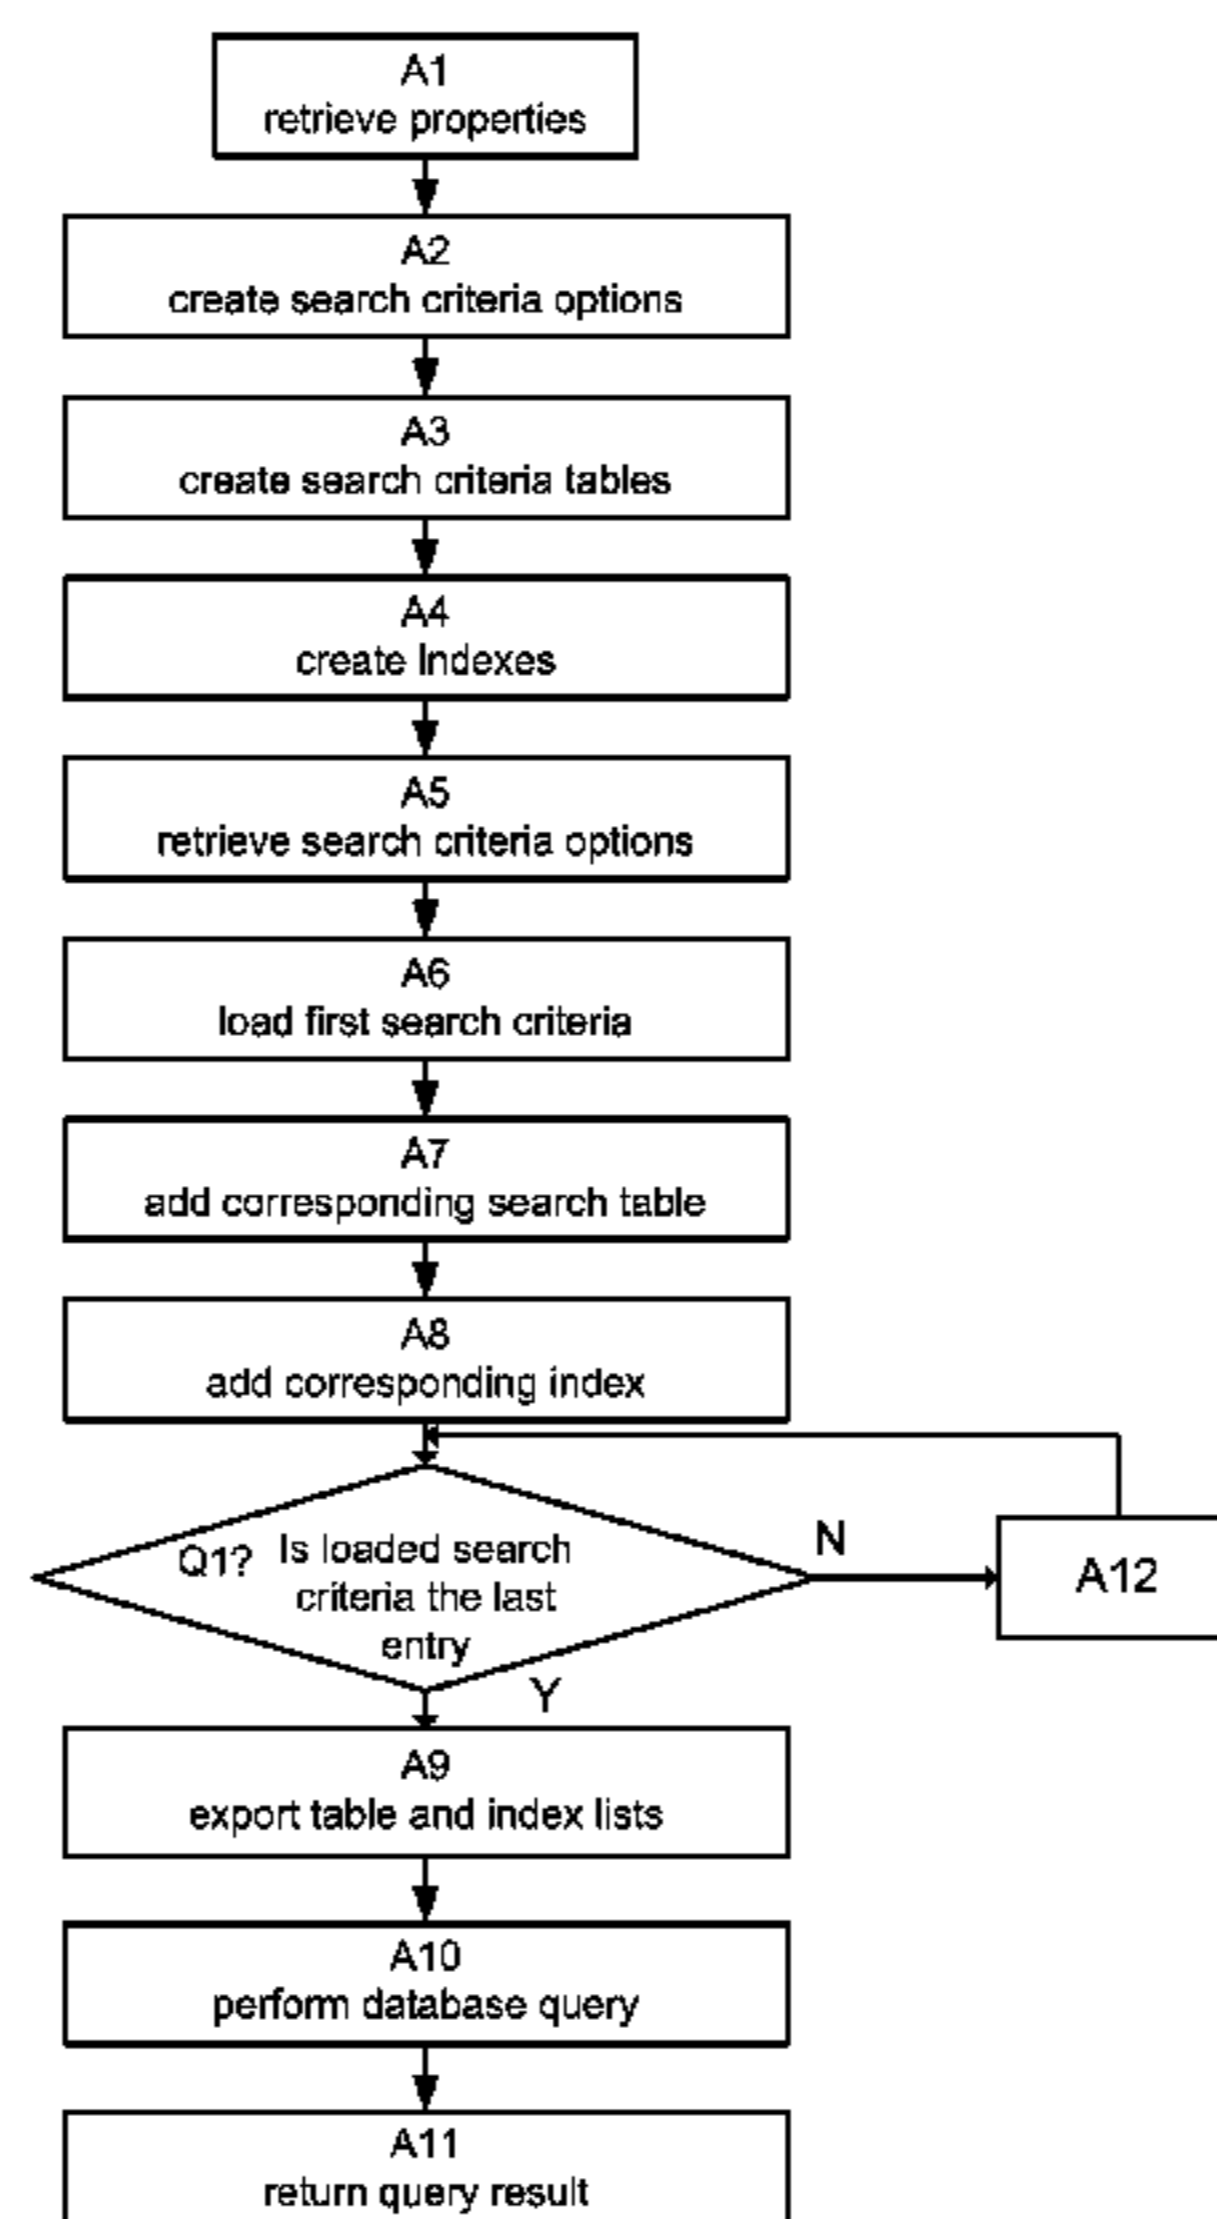 A1
retrieve properties
A2
create search criteria options
A3
create search criteria tables
A4
create Indexes
A5
retrieve search criteria options
A6
load first search criteria
A7
add corresponding search table
A8
add corresponding index
Q1? Is loaded search
criteria the last
entry
N
A12
Y
A9
export table and index lists
A10
perform database query
A11
return query result